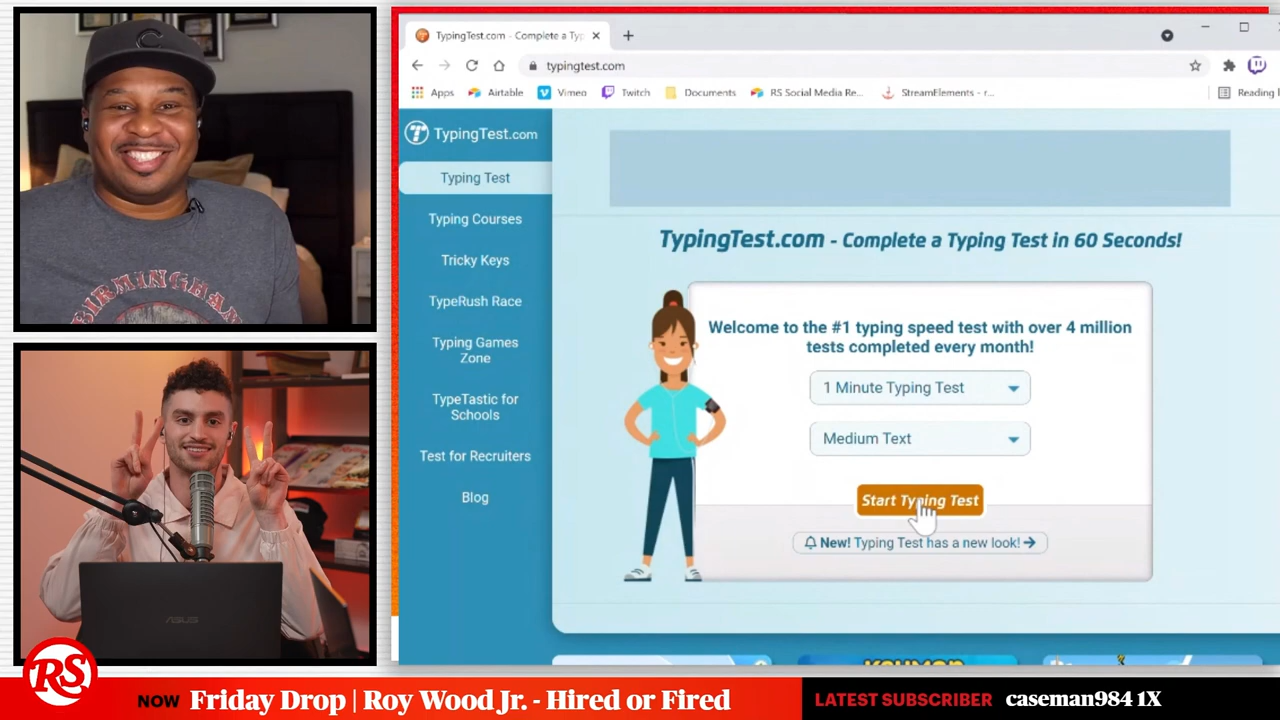 C
BIRMINGHAM
ASUS
TypingTest.com - Complete a Typ
typingtest.com
Apps
Airtable
Vimeo
Twitch
Documents
RS Social Media Re...
StreamElements - r...
Reading l
TypingTest.com
Typing Test
Typing Courses
Tricky Keys
TypeRush Race
Typing Games
Zone
TypeTastic for
Schools
Test for Recruiters
Blog
TypingTest.com - Complete a Typing Test in 60 Seconds!
Welcome to the #1 typing speed test with over 4 million
tests completed every month!
1 Minute Typing Test
Medium Text
Start Typing Test
New! Typing Test has a new look!
RS
NOW Friday Drop | Roy Wood Jr. - Hired or Fired
LATEST SUBSCRIBER caseman984 1X